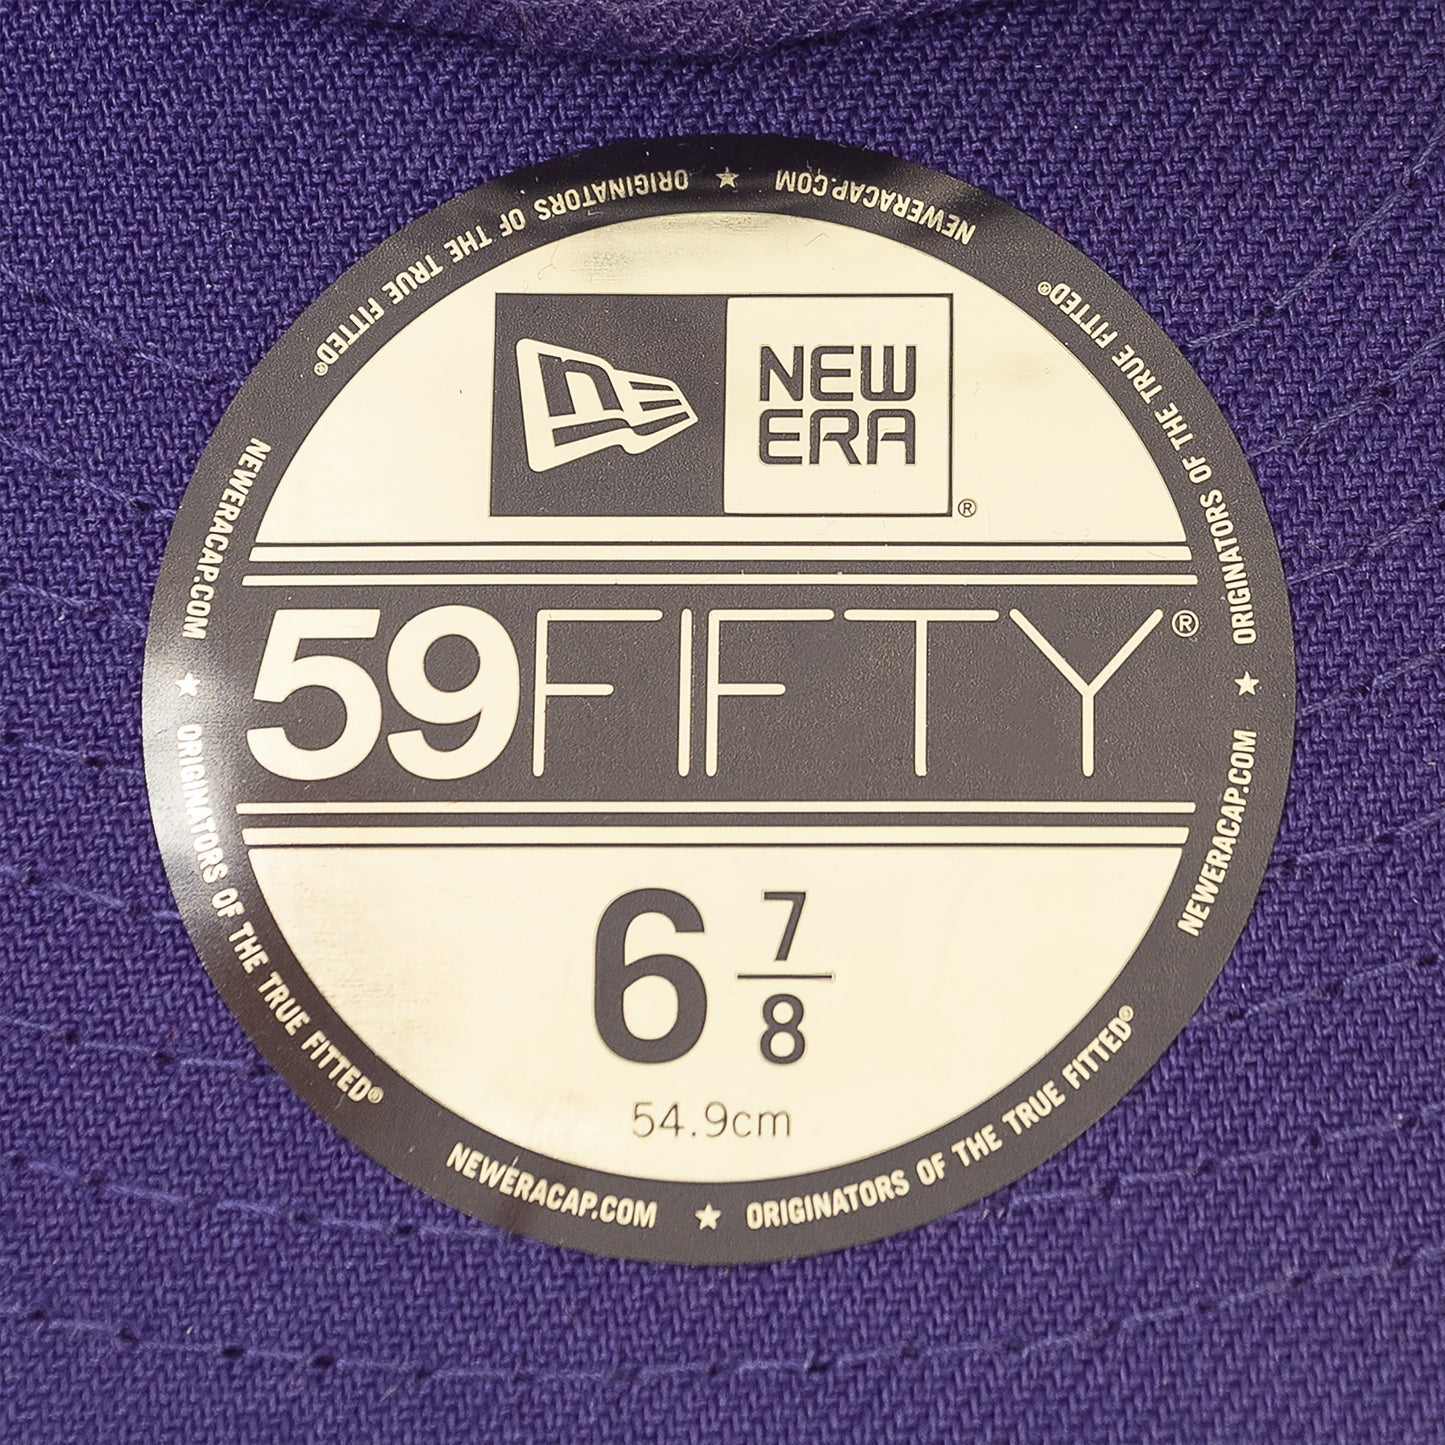 NE
NEW
ERA
®
59FIFTY®
6 7/8
54.9cm
ORIGINATORS OF THE TRUE FITTED®
NEWERACAP.COM ★ ORIGINATORS OF THE TRUE FITTED®
NEWERACAP.COM ★ ORIGINATORS OF THE TRUE FITTED®
NEWERACAP.COM ★ ORIGINATORS OF THE TRUE FITTED®
NEWERACAP.COM ★